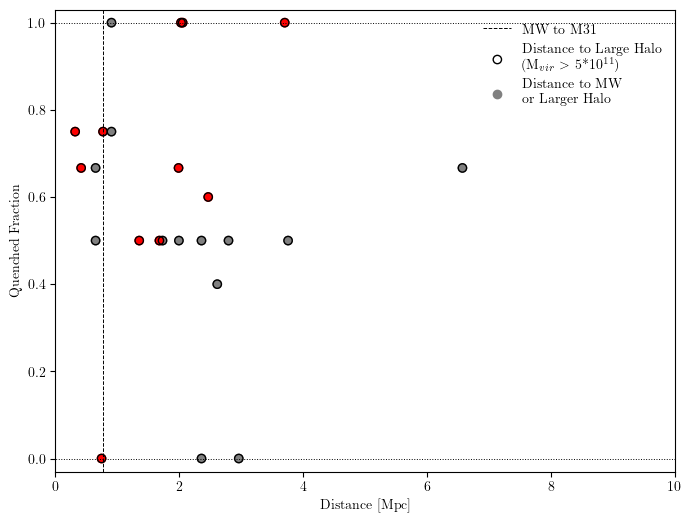 1.0
0.8
0.6
0.4
0.2
0.0
Quenched Fraction
0 2 4 6 8 10
Distance [Mpc]
MW to M31
Distance to Large Halo
(M_{vir} > 5*10^{11})
Distance to MW
or Larger Halo